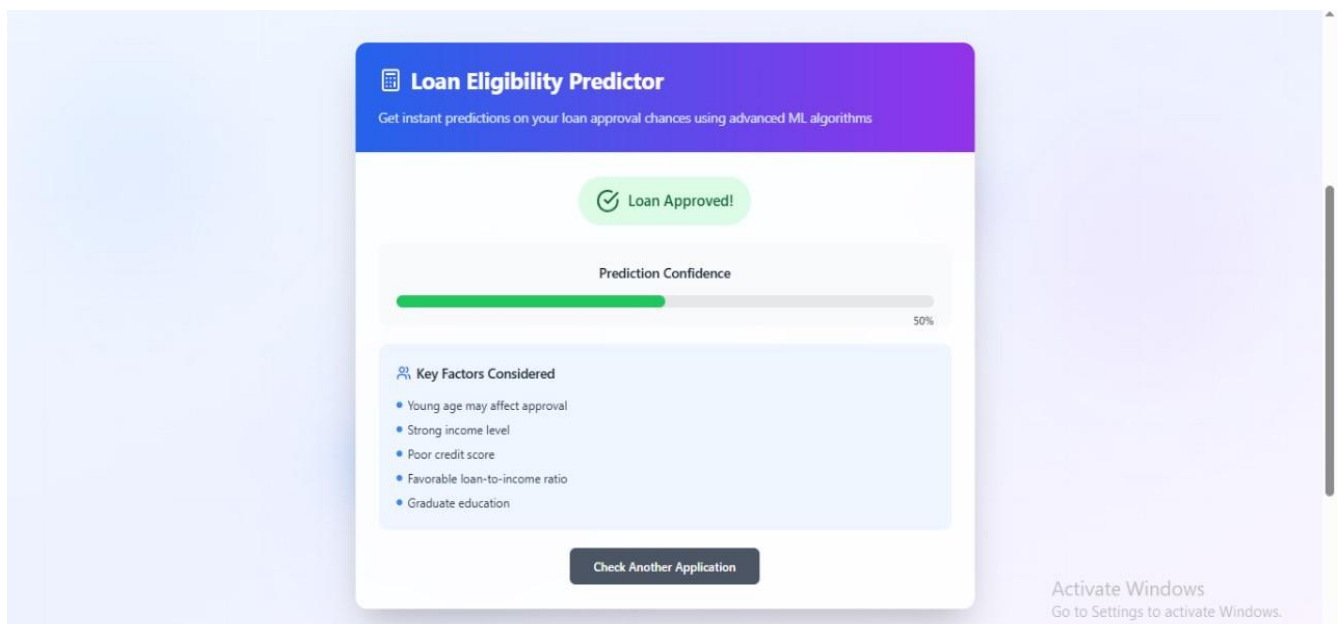 Loan Eligibility Predictor
Get instant predictions on your loan approval chances using advanced ML algorithms
Loan Approved!
Prediction Confidence
50%
Key Factors Considered
Young age may affect approval
Strong income level
Poor credit score
Favorable loan-to-income ratio
Graduate education
Check Another Application
Activate Windows
Go to Settings to activate Windows.